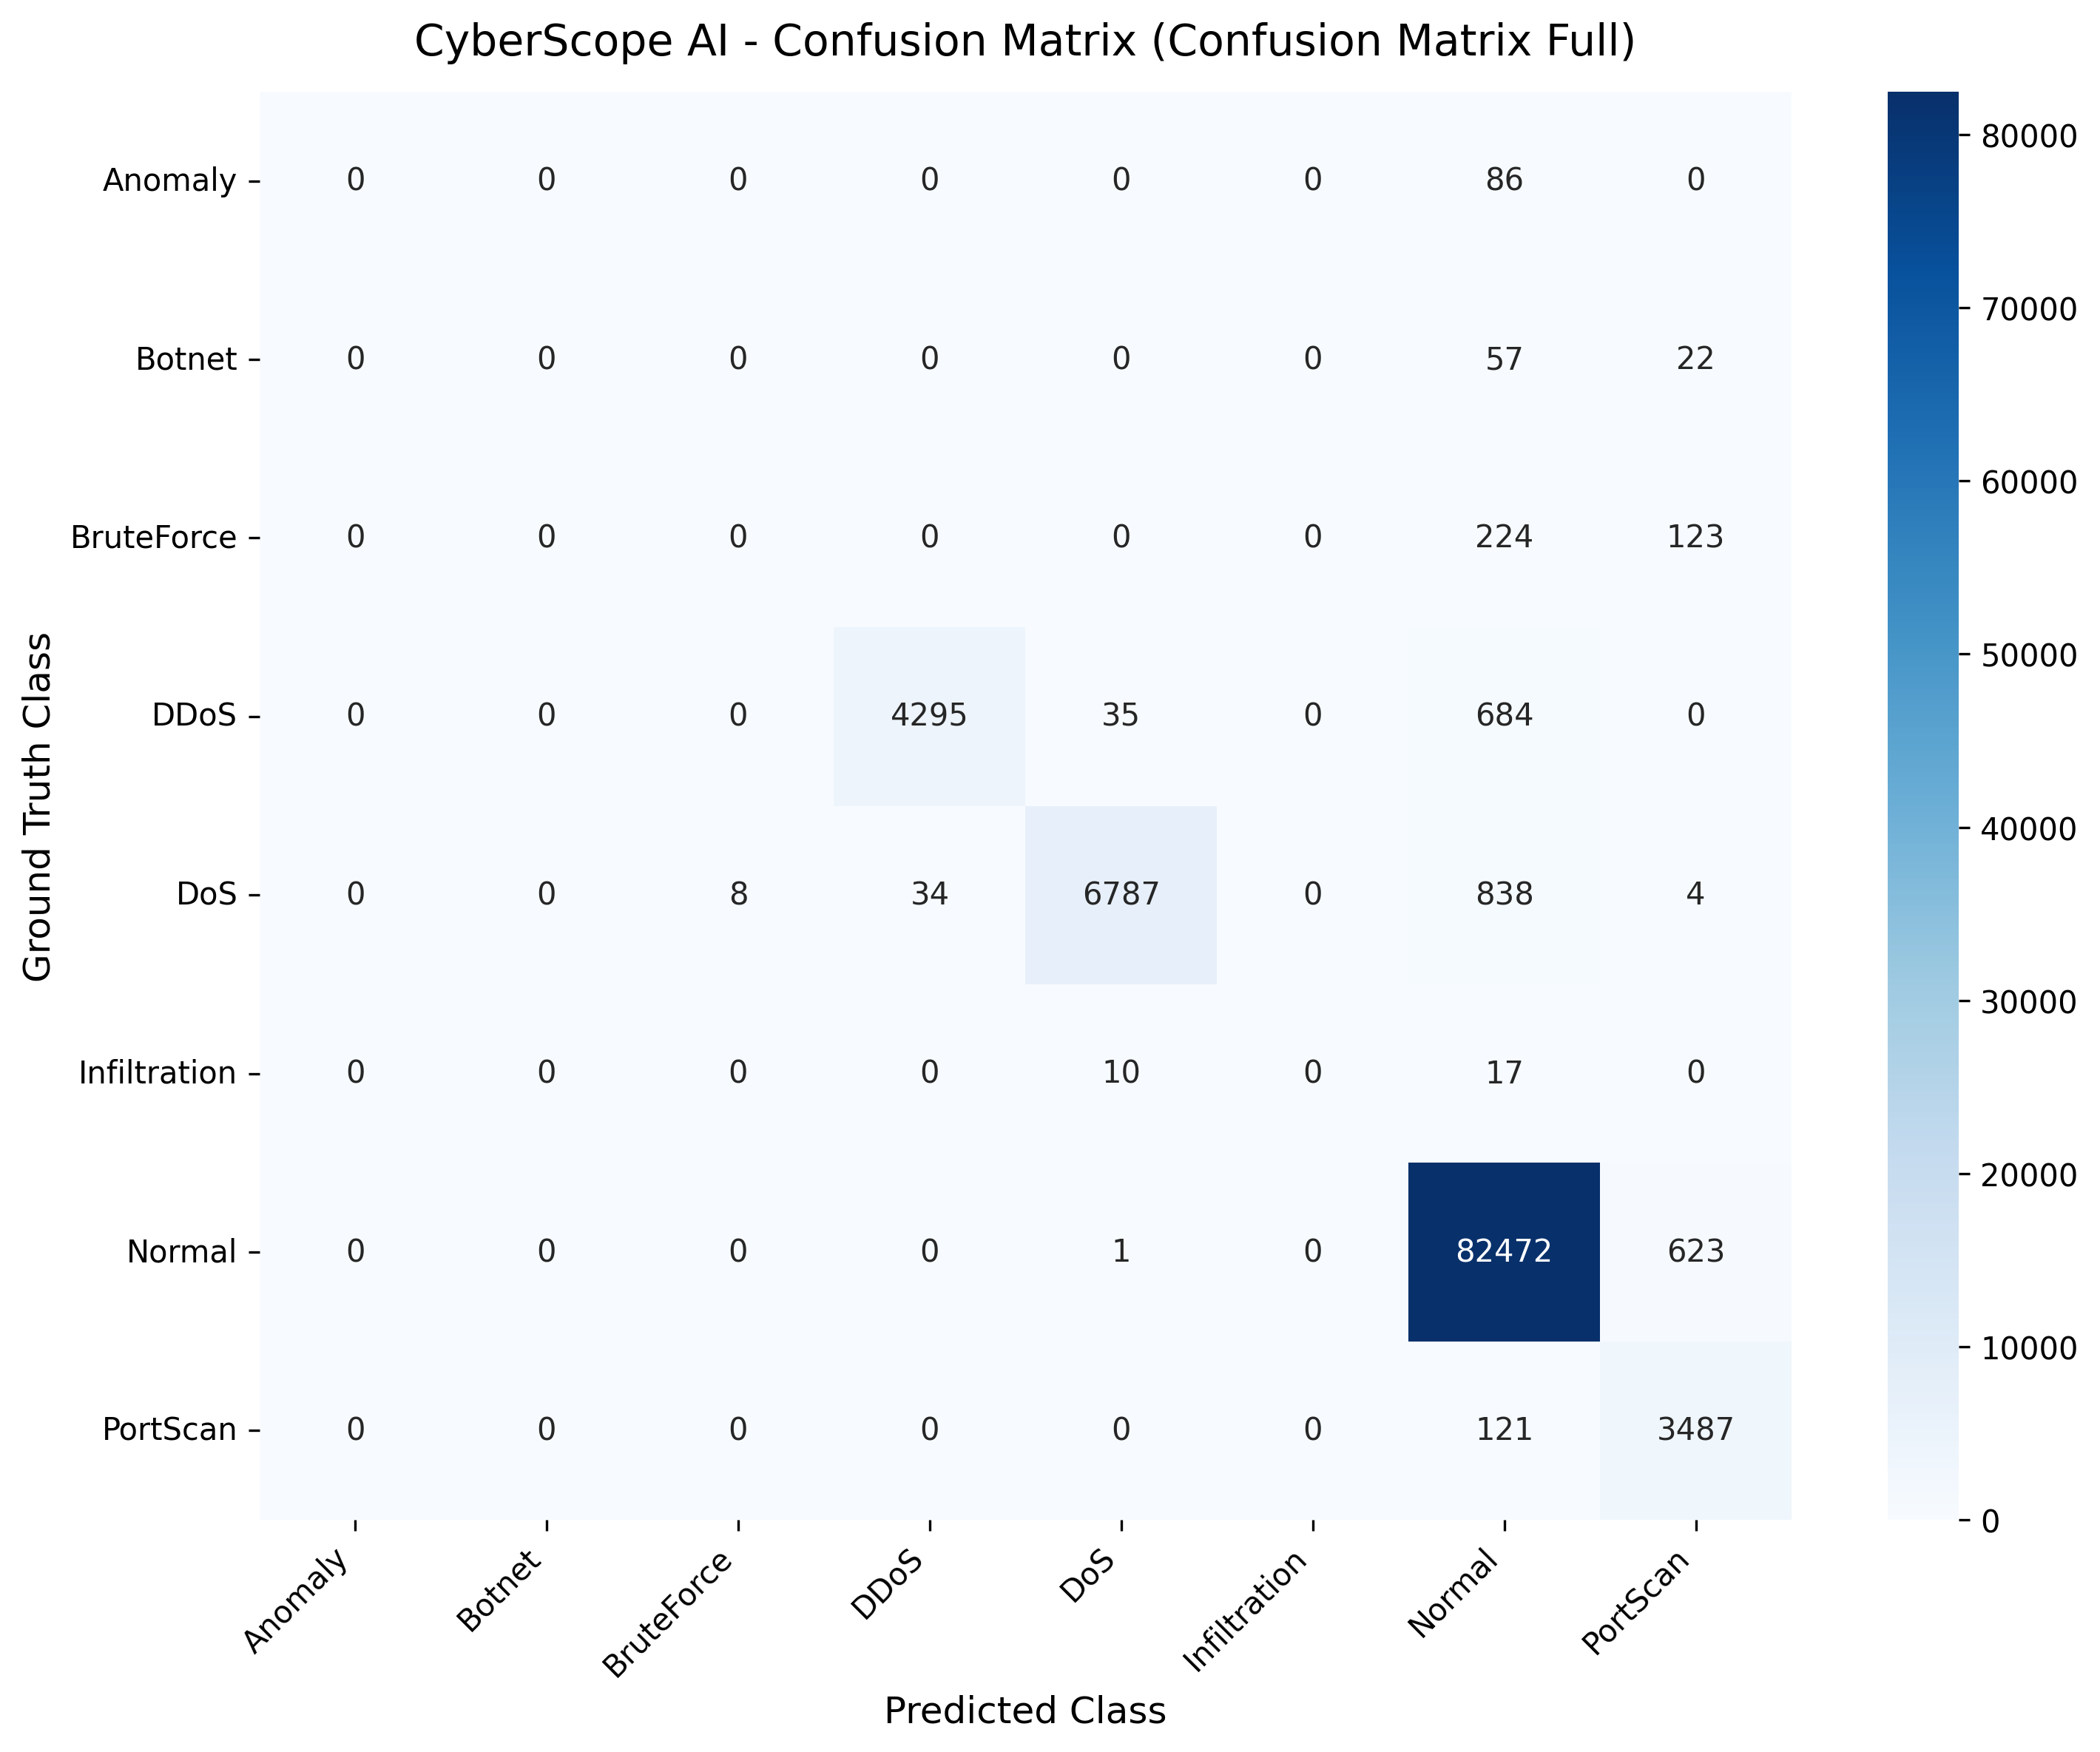 CyberScope AI - Confusion Matrix (Confusion Matrix Full)
Ground Truth Class
Anomaly 0 0 0 0 0 0 86 0
Botnet 0 0 0 0 0 0 57 22
BruteForce 0 0 0 0 0 0 224 123
DDoS 0 0 0 4295 35 0 684 0
DoS 0 0 8 34 6787 0 838 4
Infiltration 0 0 0 0 10 0 17 0
Normal 0 0 0 0 1 0 82472 623
PortScan 0 0 0 0 0 0 121 3487
Anomaly Botnet BruteForce DDoS DoS Infiltration Normal PortScan
Predicted Class
80000
70000
60000
50000
40000
30000
20000
10000
0